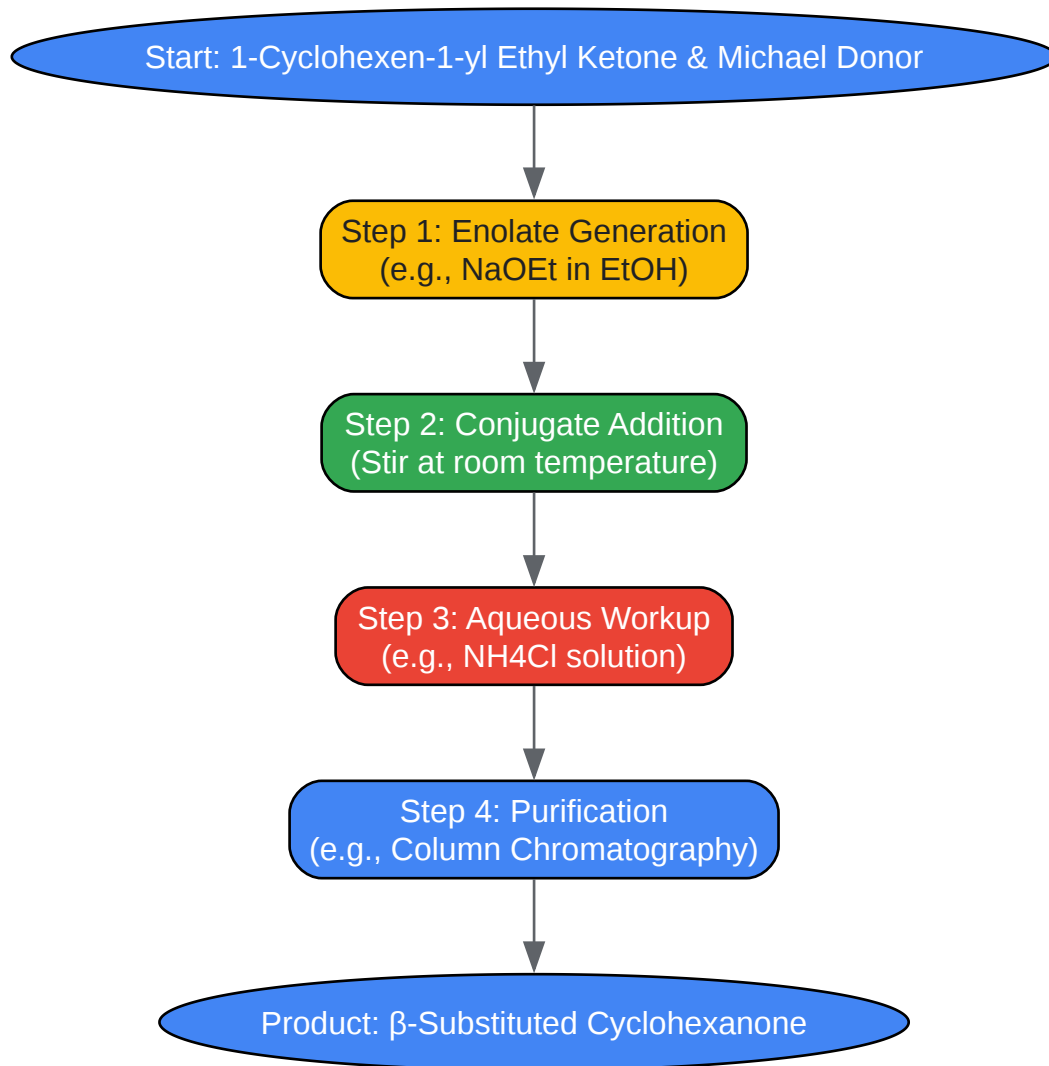 Start: 1-Cyclohexen-1-yl Ethyl Ketone & Michael Donor
Step 1: Enolate Generation
(e.g., NaOEt in EtOH)
Step 2: Conjugate Addition
(Stir at room temperature)
Step 3: Aqueous Workup
(e.g., NH4Cl solution)
Step 4: Purification
(e.g., Column Chromatography)
Product: β-Substituted Cyclohexanone